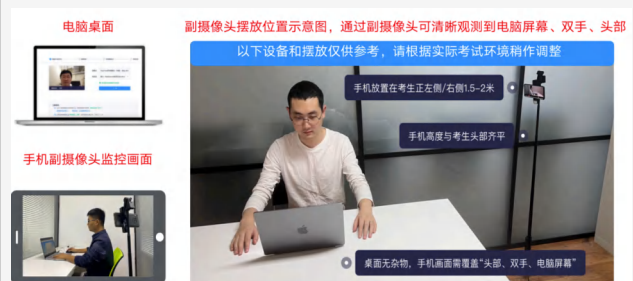 电脑桌面
副摄像头摆放位置示意图，通过副摄像头可清晰观测到电脑屏幕、双手、头部
以下设备和摆放仅供参考，请根据实际考试环境稍作调整
手机放置在考生正左侧/右侧1.5~2米
手机高度与考生头部齐平
手机副摄像头监控画面
桌面无杂物，手机画面需覆盖“头部、双手、电脑屏幕”